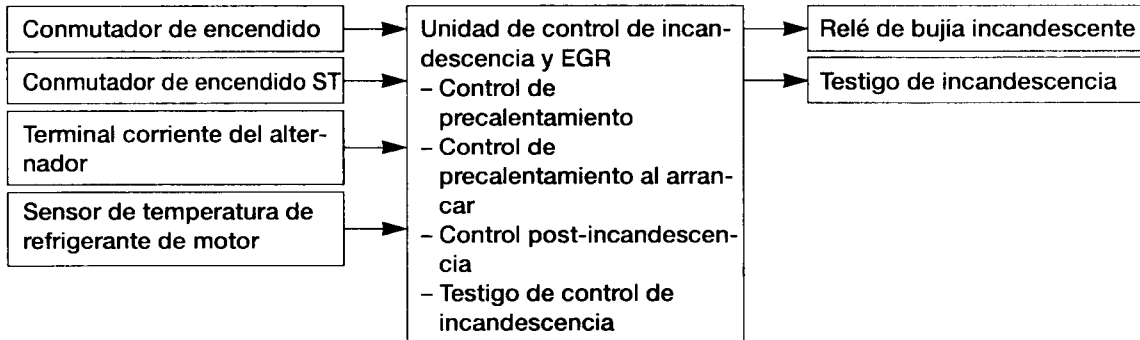 Conmutador de encendido
Conmutador de encendido ST
Terminal corriente del alter-
nador
Sensor de temperatura de
refrigerante de motor
Unidad de control de incan-
descencia y EGR
– Control de
precalentamiento
– Control de
precalentamiento al arran-
car
– Control post-incandescen-
cia
– Testigo de control de
incandescencia
Relé de bujía incandescente
Testigo de incandescencia